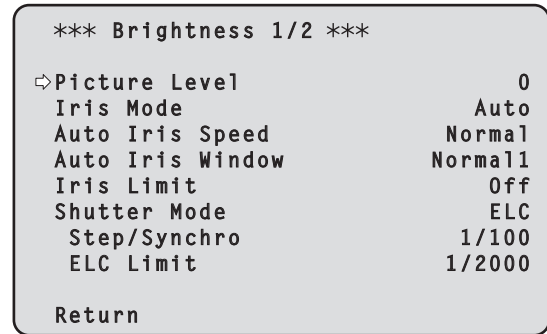 *** Brightness 1/2 ***
⇨Picture Level 0
Iris Mode Auto
Auto Iris Speed Normal
Auto Iris Window Normal1
Iris Limit Off
Shutter Mode ELC
Step/Synchro 1/100
ELC Limit 1/2000
Return